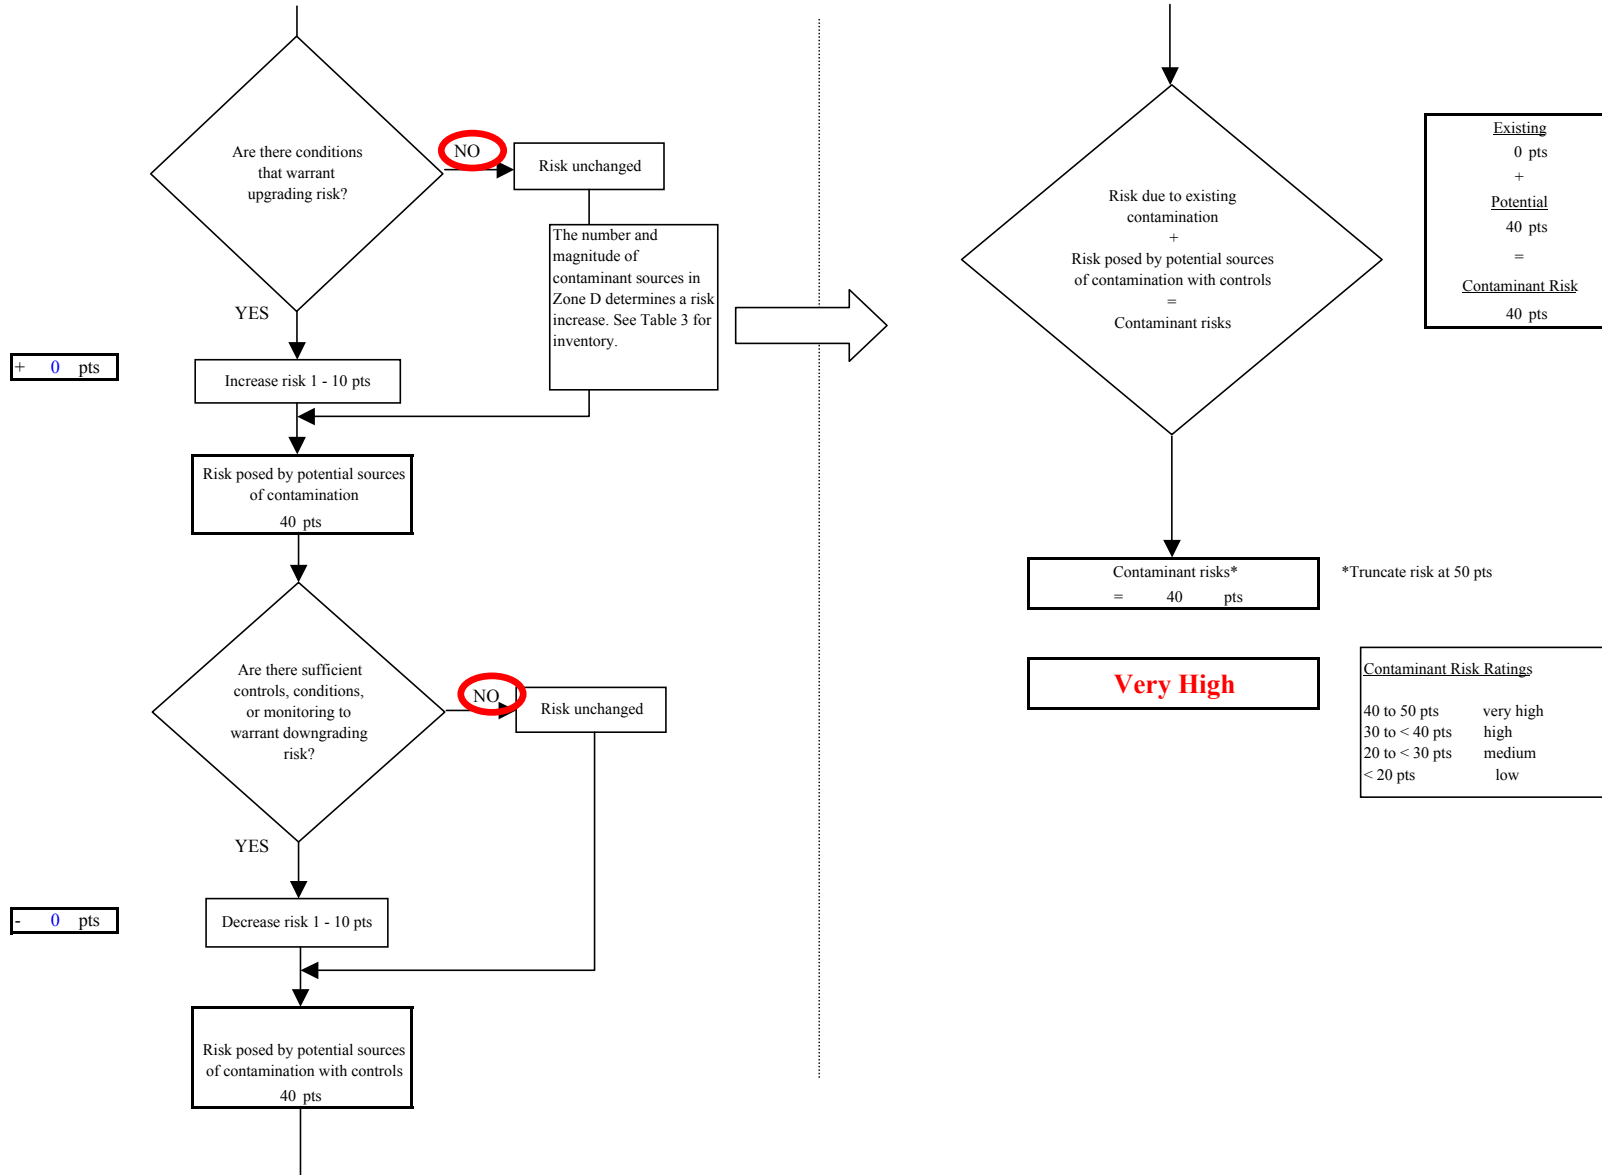 Are there conditions
that warrant
upgrading risk?
NO
Risk unchanged
The number and
magnitude of
contaminant sources in
Zone D determines a risk
increase. See Table 3 for
inventory.
YES
+ 0 pts
Increase risk 1 - 10 pts
Risk posed by potential sources
of contamination
40 pts
Are there sufficient
controls, conditions,
or monitoring to
warrant downgrading
risk?
NO
Risk unchanged
YES
- 0 pts
Decrease risk 1 - 10 pts
Risk posed by potential sources
of contamination with controls
40 pts
Risk due to existing
contamination
+
Risk posed by potential sources
of contamination with controls
=
Contaminant risks
Existing
0 pts
+
Potential
40 pts
=
Contaminant Risk
40 pts
Contaminant risks*
= 40 pts
*Truncate risk at 50 pts
Very High
Contaminant Risk Ratings
40 to 50 pts very high
30 to < 40 pts high
20 to < 30 pts medium
< 20 pts low